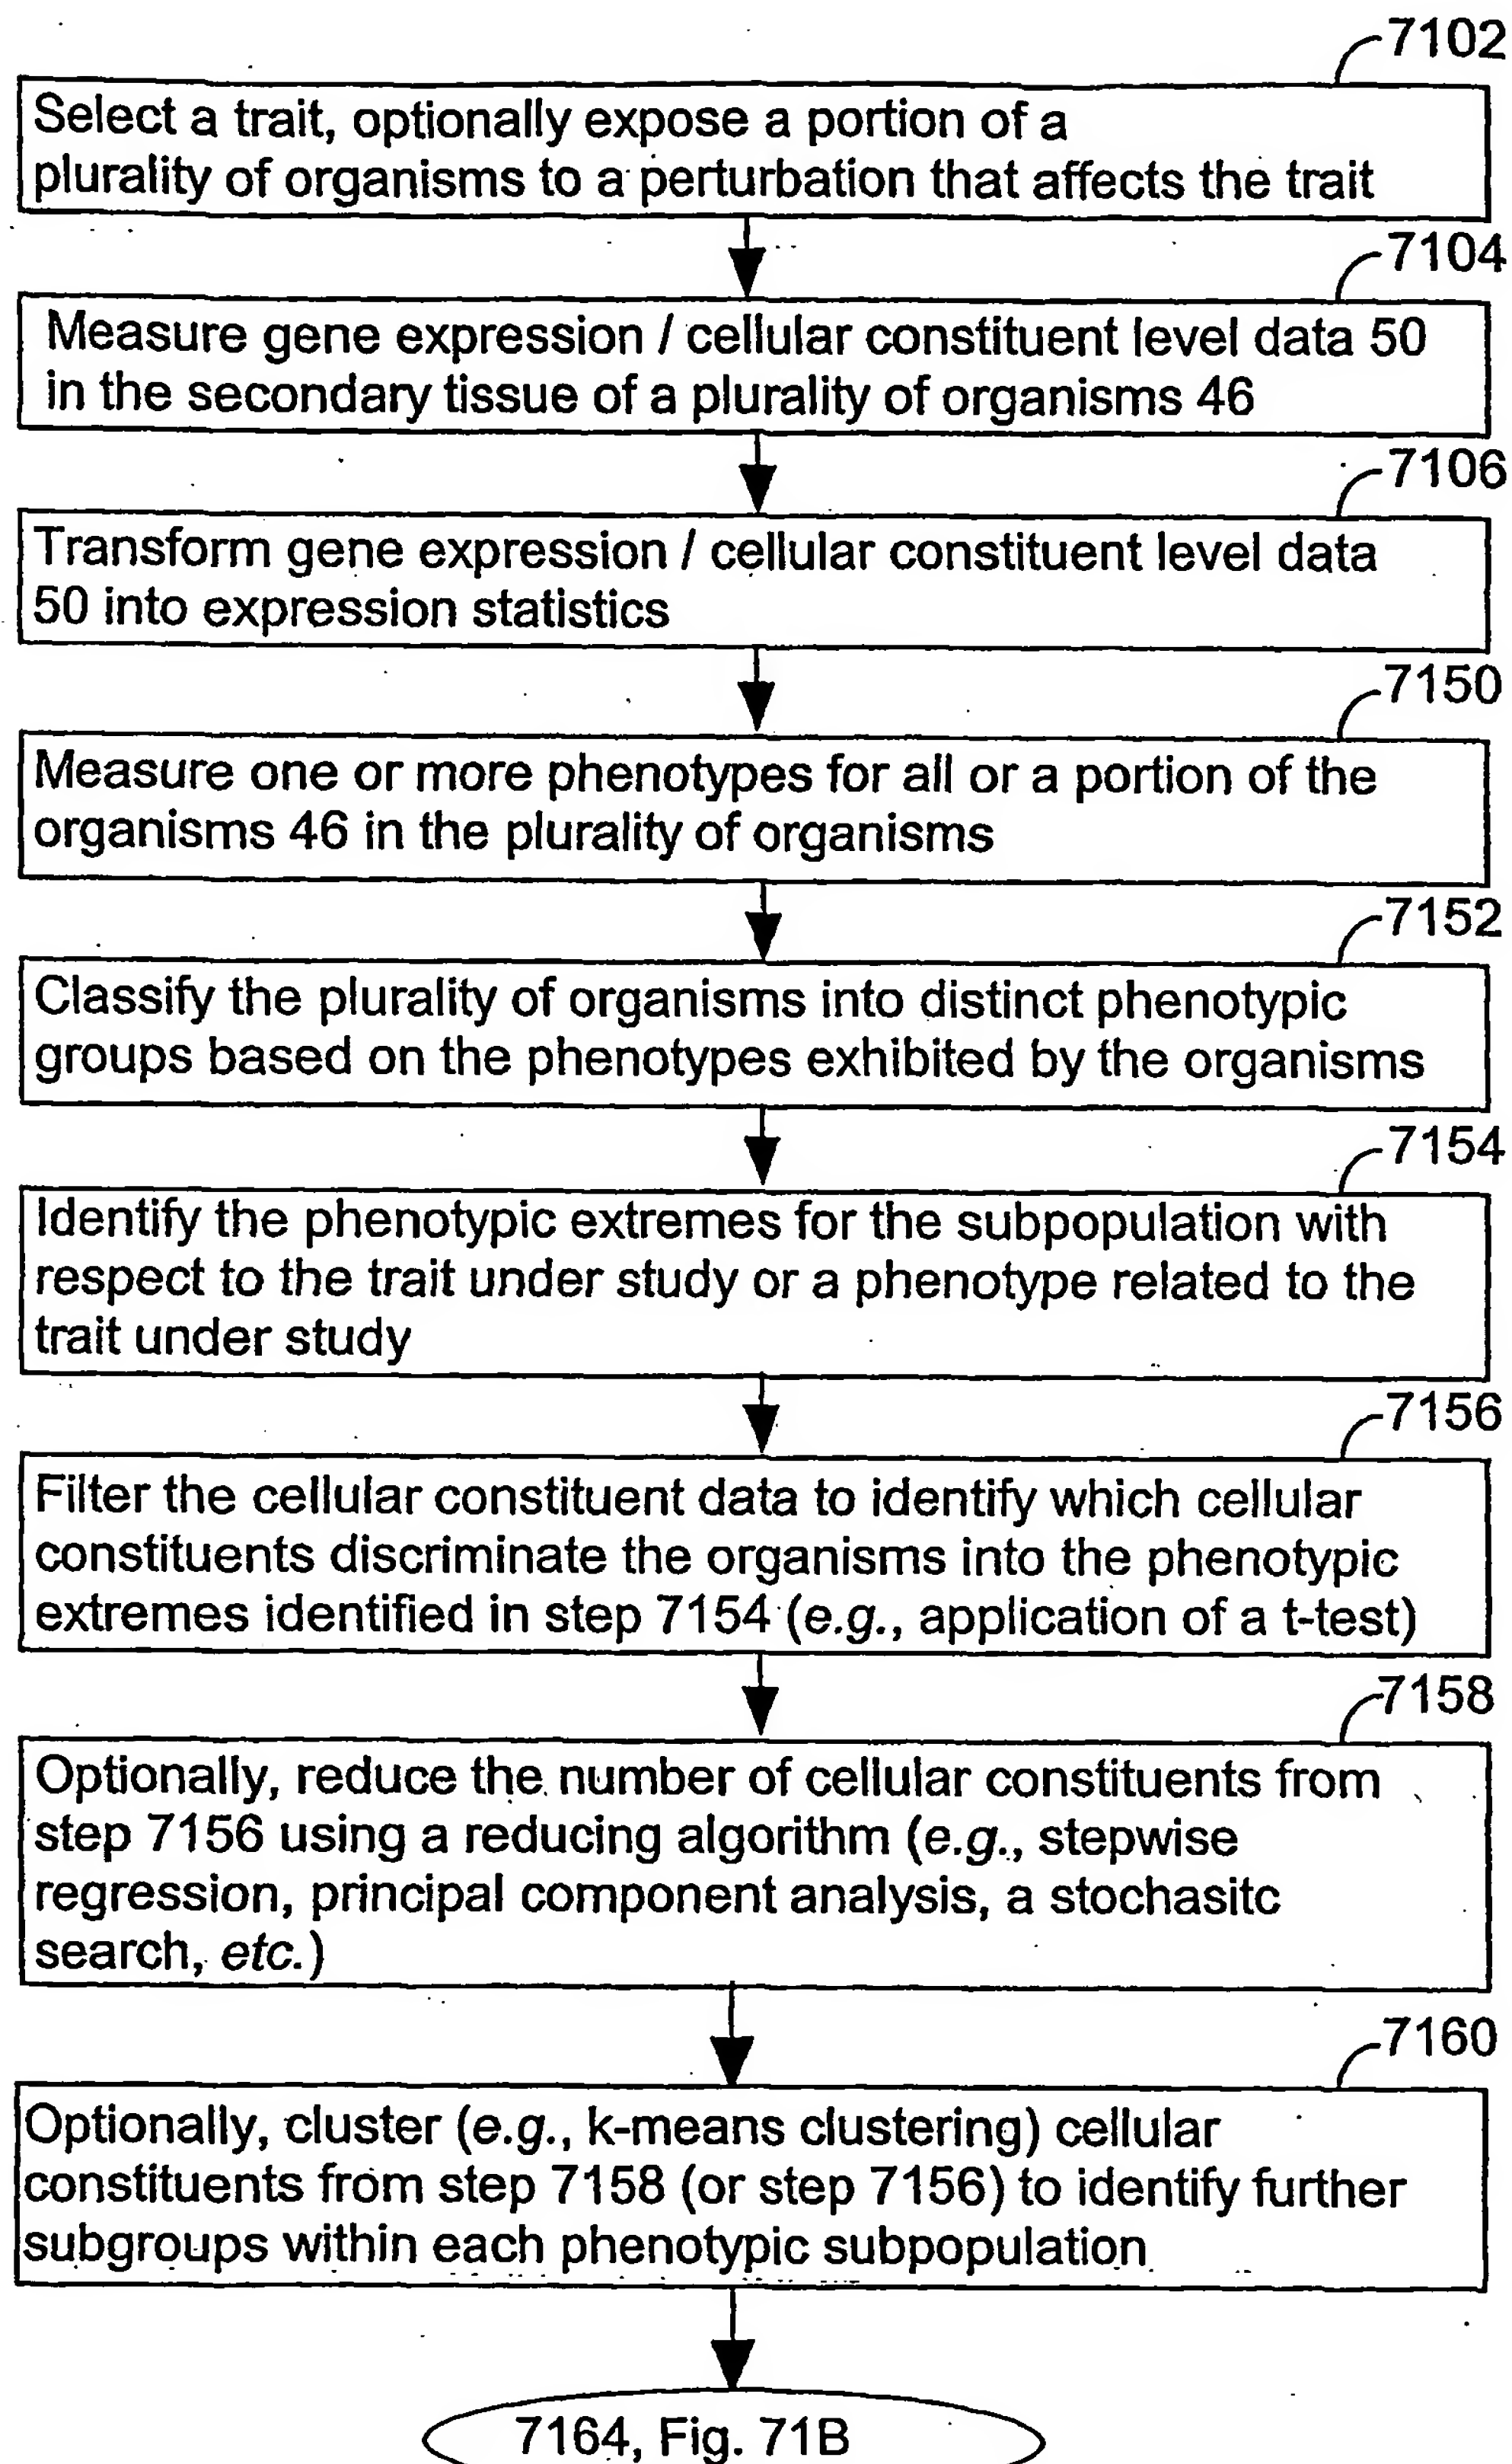 7102
Select a trait, optionally expose a portion of a
plurality of organisms to a perturbation that affects the trait
7104
Measure gene expression / cellular constituent level data 50
in the secondary tissue of a plurality of organisms 46
7106
Transform gene expression / cellular constituent level data
50 into expression statistics
7150
Measure one or more phenotypes for all or a portion of the
organisms 46 in the plurality of organisms
7152
Classify the plurality of organisms into distinct phenotypic
groups based on the phenotypes exhibited by the organisms
7154
Identify the phenotypic extremes for the subpopulation with
respect to the trait under study or a phenotype related to the
trait under study
7156
Filter the cellular constituent data to identify which cellular
constituents discriminate the organisms into the phenotypic
extremes identified in step 7154 (e.g., application of a t-test)
7158
Optionally, reduce the number of cellular constituents from
step 7156 using a reducing algorithm (e.g., stepwise
regression, principal component analysis, a stochasitc
search, etc.)
7160
Optionally, cluster (e.g., k-means clustering) cellular
constituents from step 7158 (or step 7156) to identify further
subgroups within each phenotypic subpopulation
7164, Fig. 71B